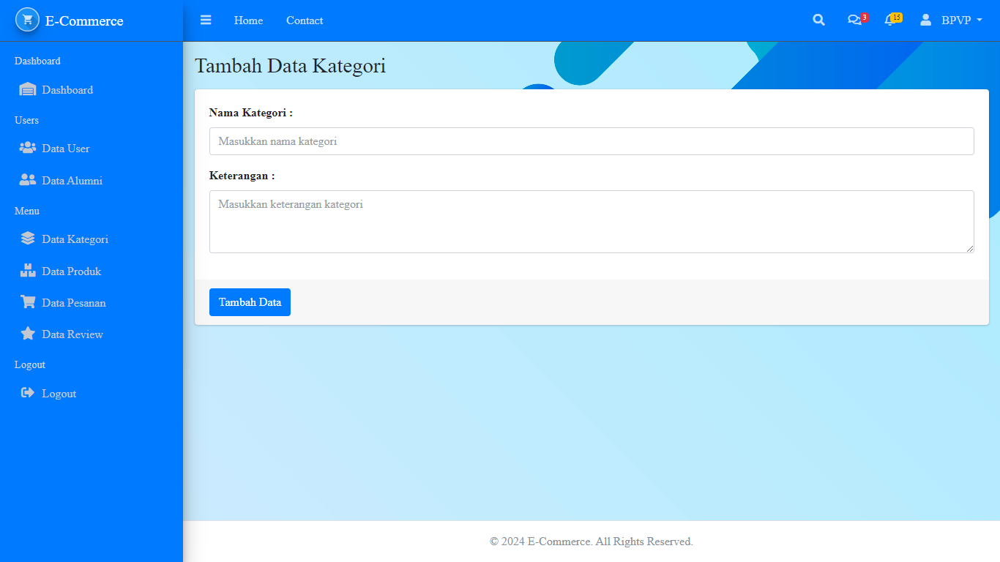 E-Commerce
Home
Contact
3
15
BPVP
Dashboard
Dashboard
Users
Data User
Data Alumni
Menu
Data Kategori
Data Produk
Data Pesanan
Data Review
Logout
Logout
Tambah Data Kategori
Nama Kategori :
Masukkan nama kategori
Keterangan :
Masukkan keterangan kategori
Tambah Data
© 2024 E-Commerce. All Rights Reserved.